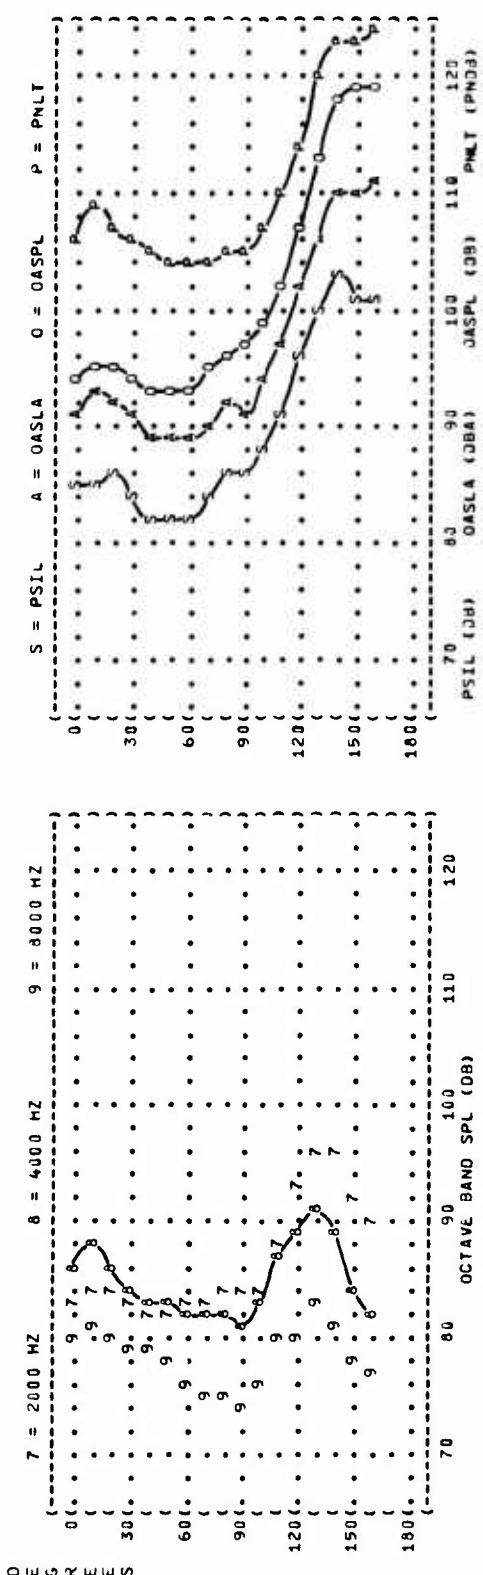 7 = 2000 HZ 8 = 4000 HZ 9 = 8000 HZ
DEGREES
0
30
60
90
120
150
180
70 80 90 100 110 120
OCTAVE BAND SPL (DB)
S = PSIL A = OASLA O = OASPL P = PNLT
0
30
60
90
120
150
180
70 80 90 100 110 120
PSIL (DB) OASLA (DBA) OASPL (DB) PNLT (PNDB)